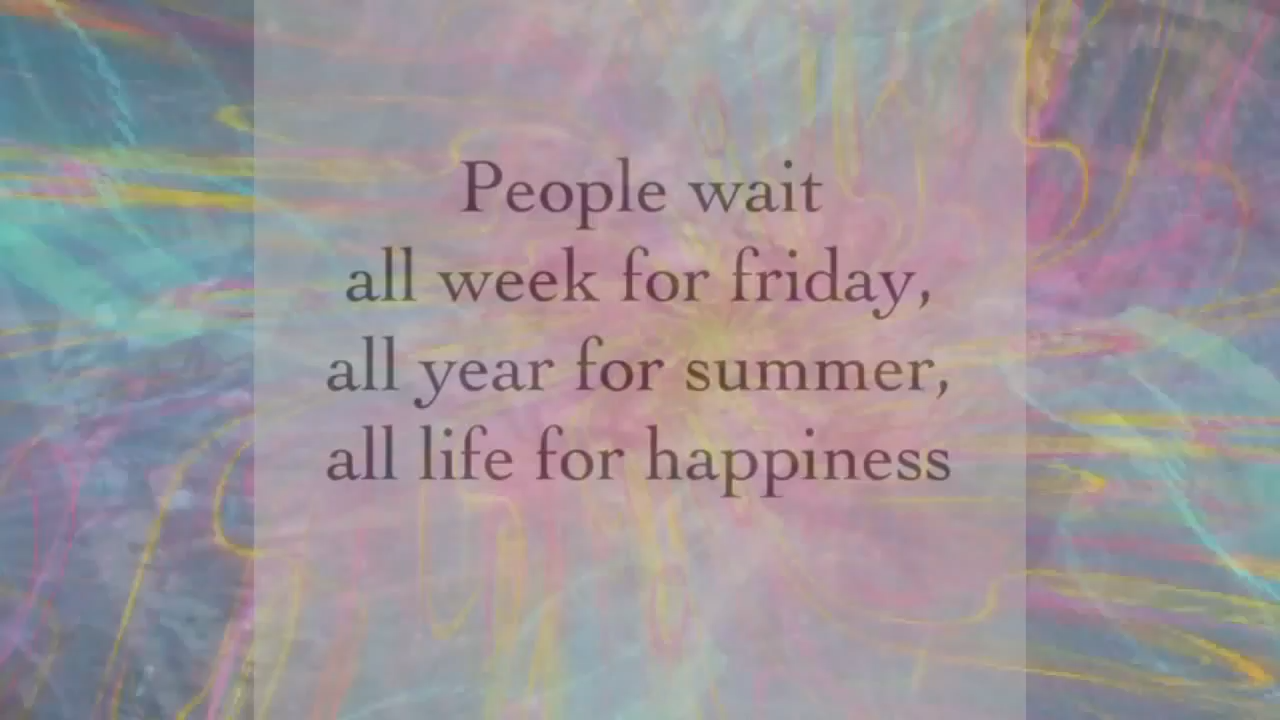 People wait
all week for friday,
all year for summer,
all life for happiness